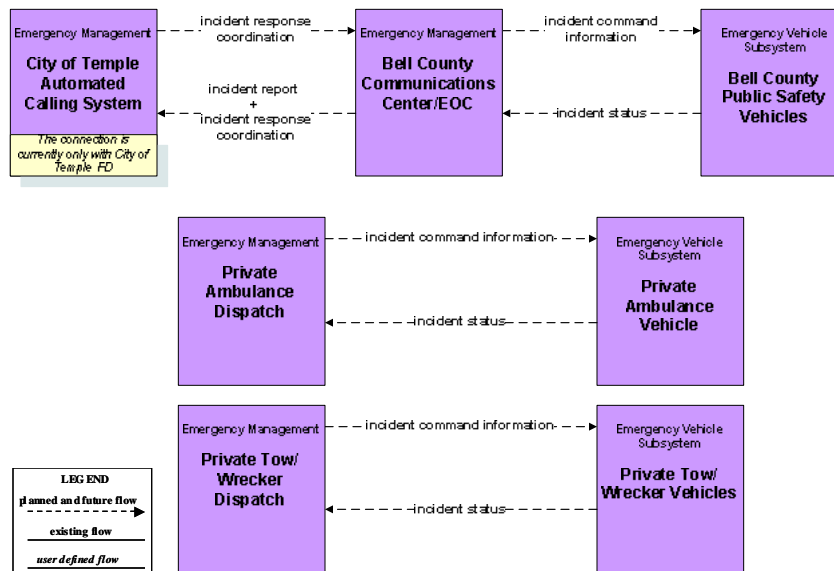 Emergency Management
City of Temple
Automated
Calling System
The connection is
currently only with City of
Temple FD
incident response
coordination
incident report
+
incident response
coordination
Emergency Management
Bell County
Communications
Center/EOC
incident command
information
incident status
Emergency Vehicle
Subsystem
Bell County
Public Safety
Vehicles
Emergency Management
Private
Ambulance
Dispatch
incident command information
incident status
Emergency Vehicle
Subsystem
Private
Ambulance
Vehicle
Emergency Management
Private Tow/
Wrecker
Dispatch
incident command information
incident status
Emergency Vehicle
Subsystem
Private Tow/
Wrecker Vehicles
LEGEND
planned and future flow
existing flow
user defined flow